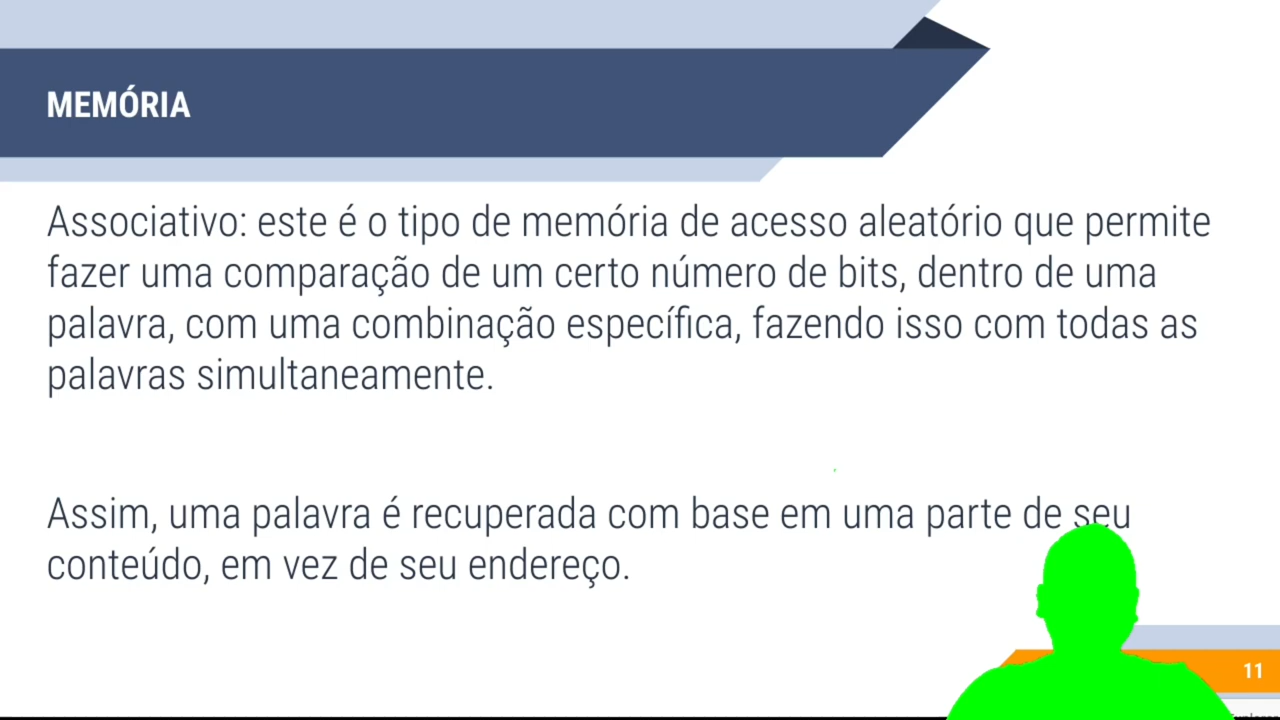 MEMÓRIA
Associativo: este é o tipo de memória de acesso aleatório que permite
fazer uma comparação de um certo número de bits, dentro de uma
palavra, com uma combinação específica, fazendo isso com todas as
palavras simultaneamente.
Assim, uma palavra é recuperada com base em uma parte de seu
conteúdo, em vez de seu endereço.
11